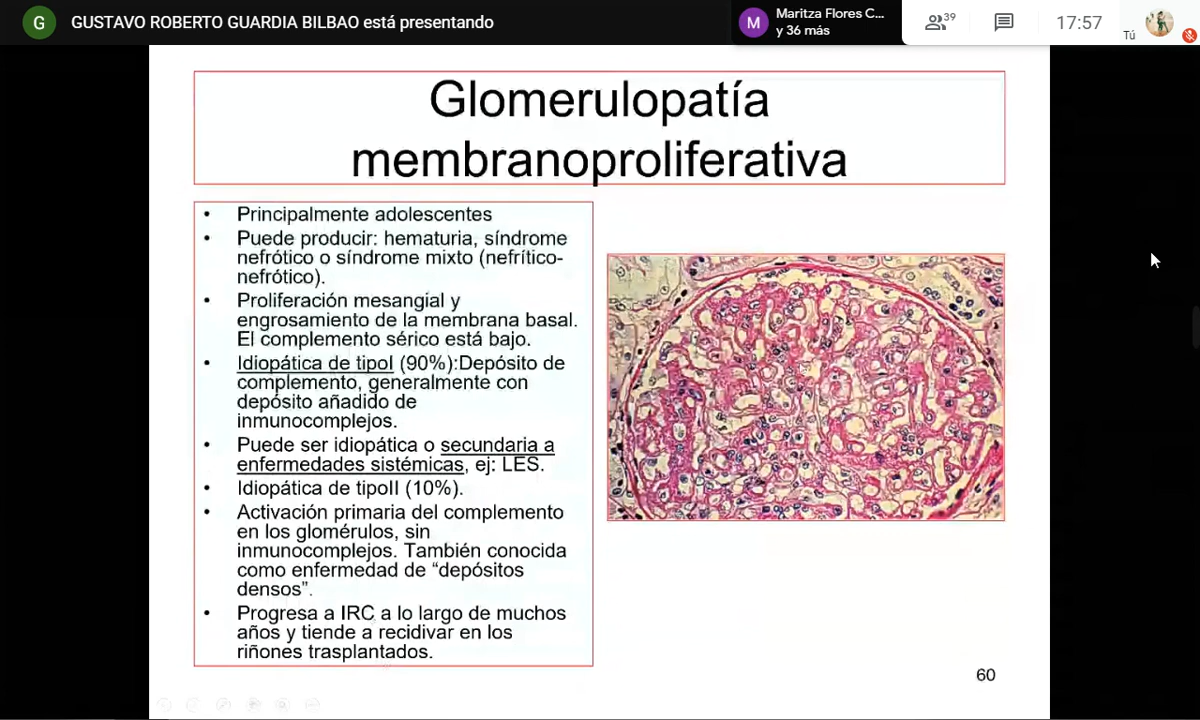 G GUSTAVO ROBERTO GUARDIA BILBAO está presentando
M Maritza Flores C...
y 36 más
39
17:57
Tú
Glomerulopatía
membranoproliferativa
• Principalmente adolescentes
• Puede producir: hematuria, síndrome
nefrótico o síndrome mixto (nefrítico-
nefrótico).
• Proliferación mesangial y
engrosamiento de la membrana basal.
El complemento sérico está bajo.
• Idiopática de tipoI (90%):Depósito de
complemento, generalmente con
depósito añadido de
inmunocomplejos.
• Puede ser idiopática o secundaria a
enfermedades sistémicas, ej: LES.
• Idiopática de tipoII (10%).
• Activación primaria del complemento
en los glomérulos, sin
inmunocomplejos. También conocida
como enfermedad de “depósitos
densos”.
• Progresa a IRC a lo largo de muchos
años y tiende a recidivar en los
riñones trasplantados.
60